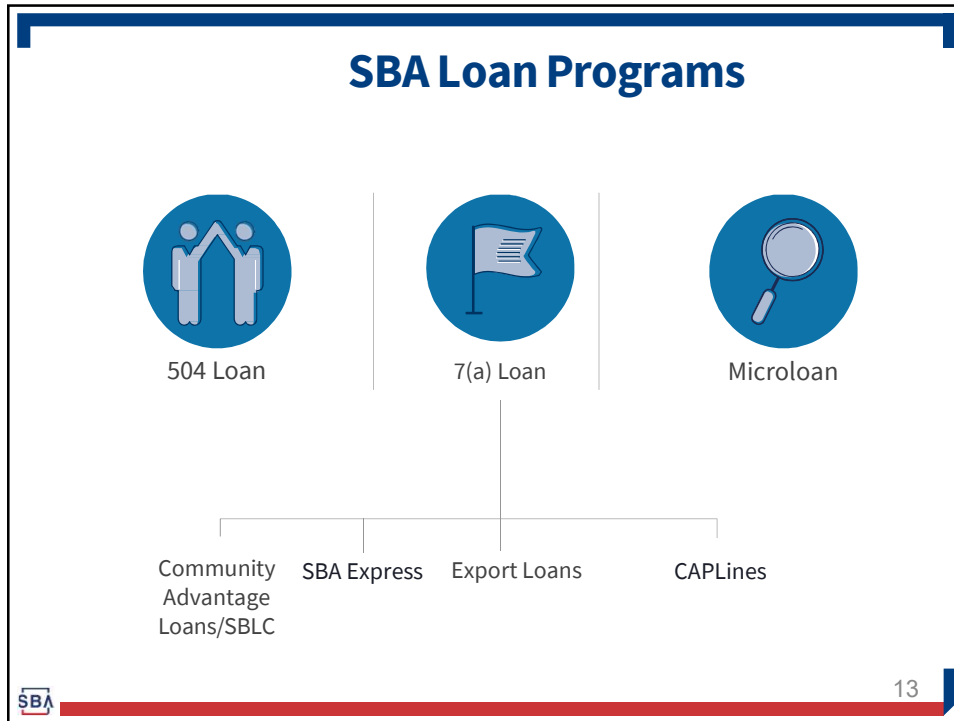 SBA Loan Programs
504 Loan
7(a) Loan
Microloan
Community
Advantage
Loans/SBLC
SBA Express
Export Loans
CAPLines
SBA
13